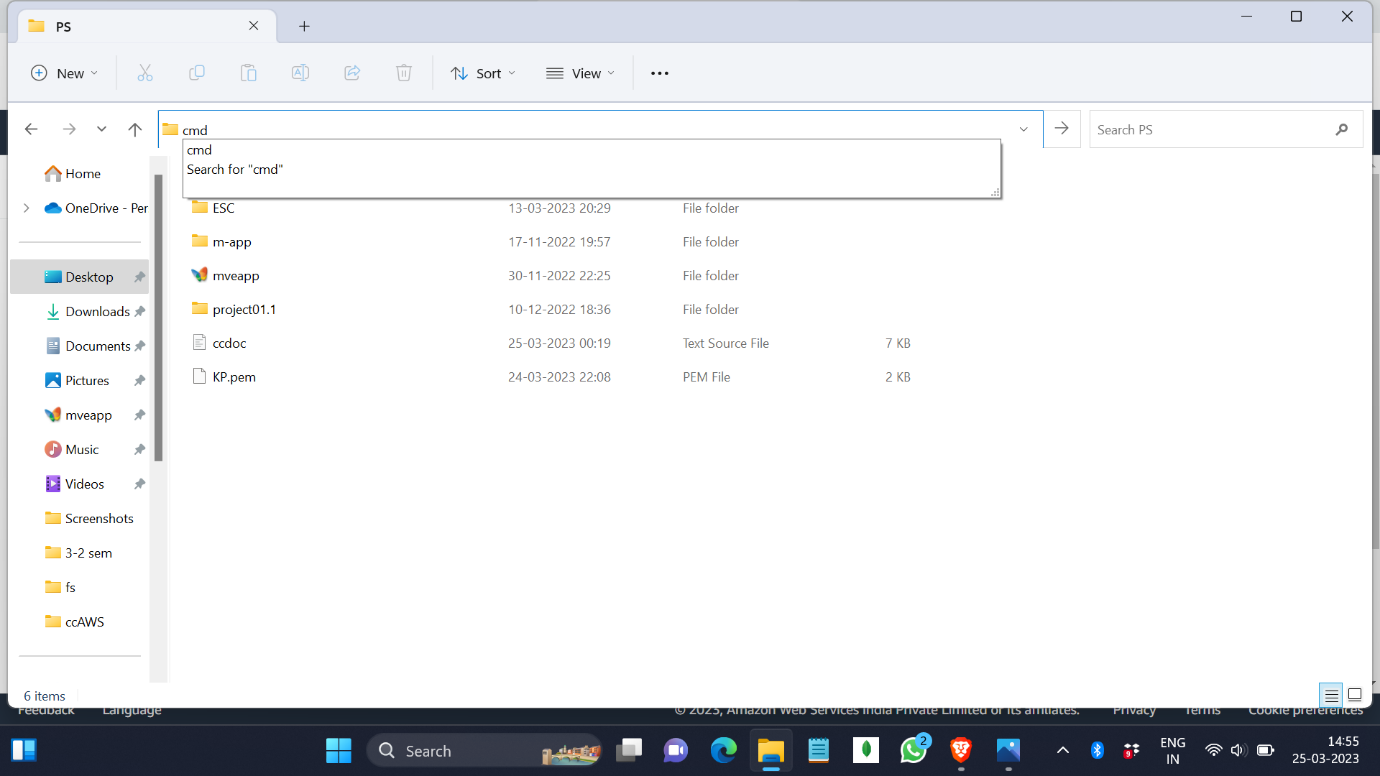 PS
New
Sort
View
cmd
Search PS
cmd
Search for "cmd"
Home
OneDrive - Per
Desktop
Downloads
Documents
Pictures
mveapp
Music
Videos
Screenshots
3-2 sem
fs
ccAWS
ESC 13-03-2023 20:29 File folder
m-app 17-11-2022 19:57 File folder
mveapp 30-11-2022 22:25 File folder
project01.1 10-12-2022 18:36 File folder
ccdoc 25-03-2023 00:19 Text Source File 7 KB
KP.pem 24-03-2023 22:08 PEM File 2 KB
6 items
Feedback Language © 2023, Amazon Web Services India Private Limited or its affiliates. Privacy Terms Cookie preferences
Search
2
9
ENG
IN
14:55
25-03-2023